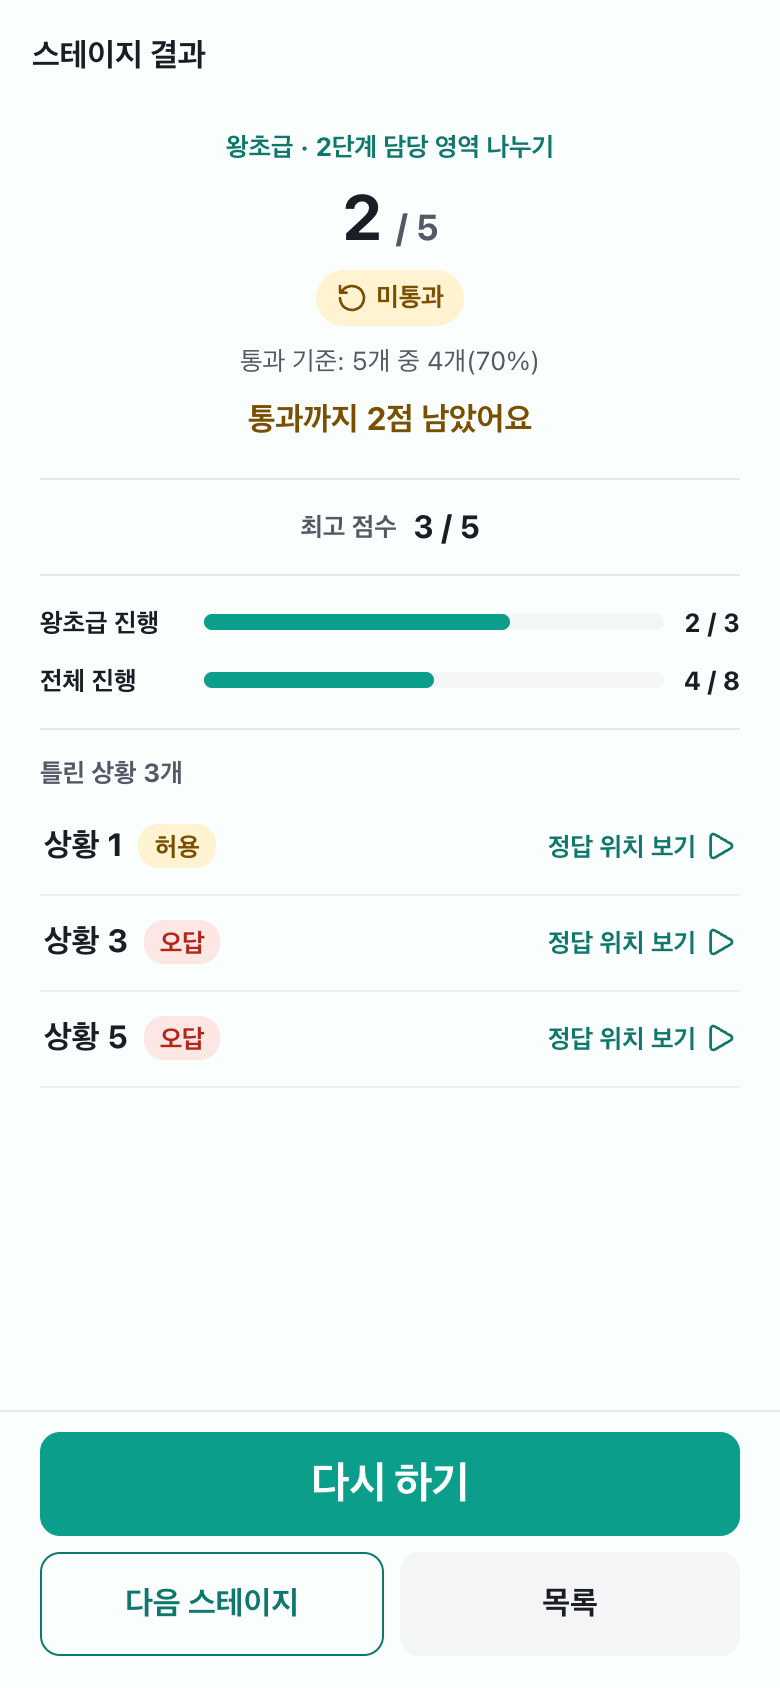 스테이지 결과
왕초급 · 2단계 담당 영역 나누기
2 / 5
미통과
통과 기준: 5개 중 4개(70%)
통과까지 2점 남았어요
최고 점수 3 / 5
왕초급 진행 2 / 3
전체 진행 4 / 8
틀린 상황 3개
상황 1 허용 정답 위치 보기
상황 3 오답 정답 위치 보기
상황 5 오답 정답 위치 보기
다시 하기
다음 스테이지 목록